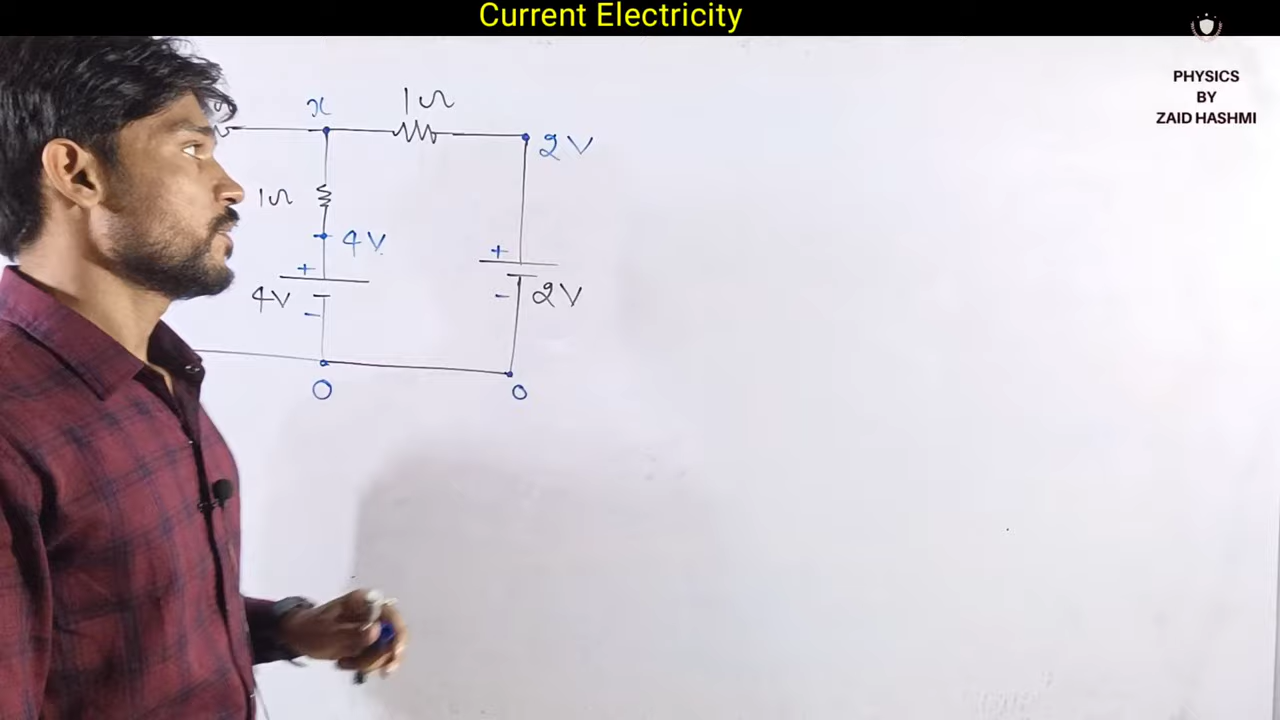 Current Electricity
PHYSICS
BY
ZAID HASHMI
x
1Ω
2V
1Ω
4V
+
+
4V
-
-
2V
0
0